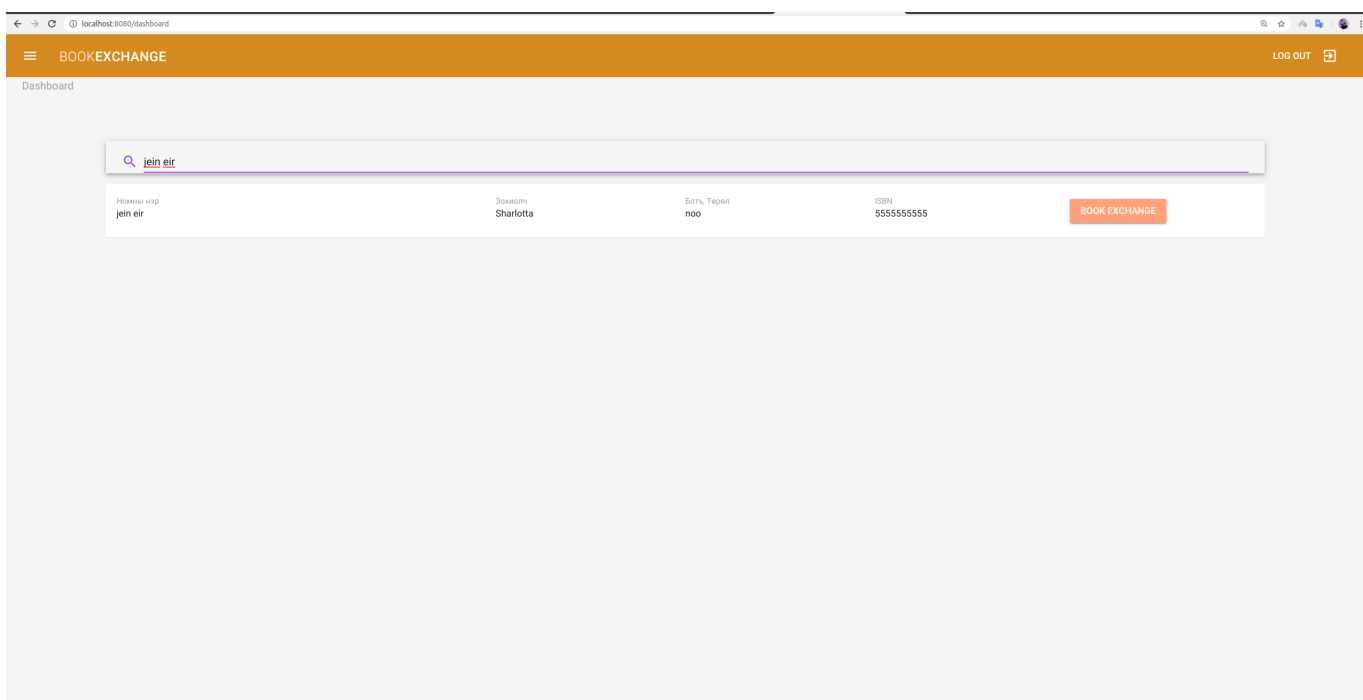 localhost:8080/dashboard
BOOKEXCHANGE LOG OUT
Dashboard
jein eir
Номны нэр Зохиолч Боть, Төрөл ISBN
jein eir Sharlotta noo 5555555555 BOOK EXCHANGE